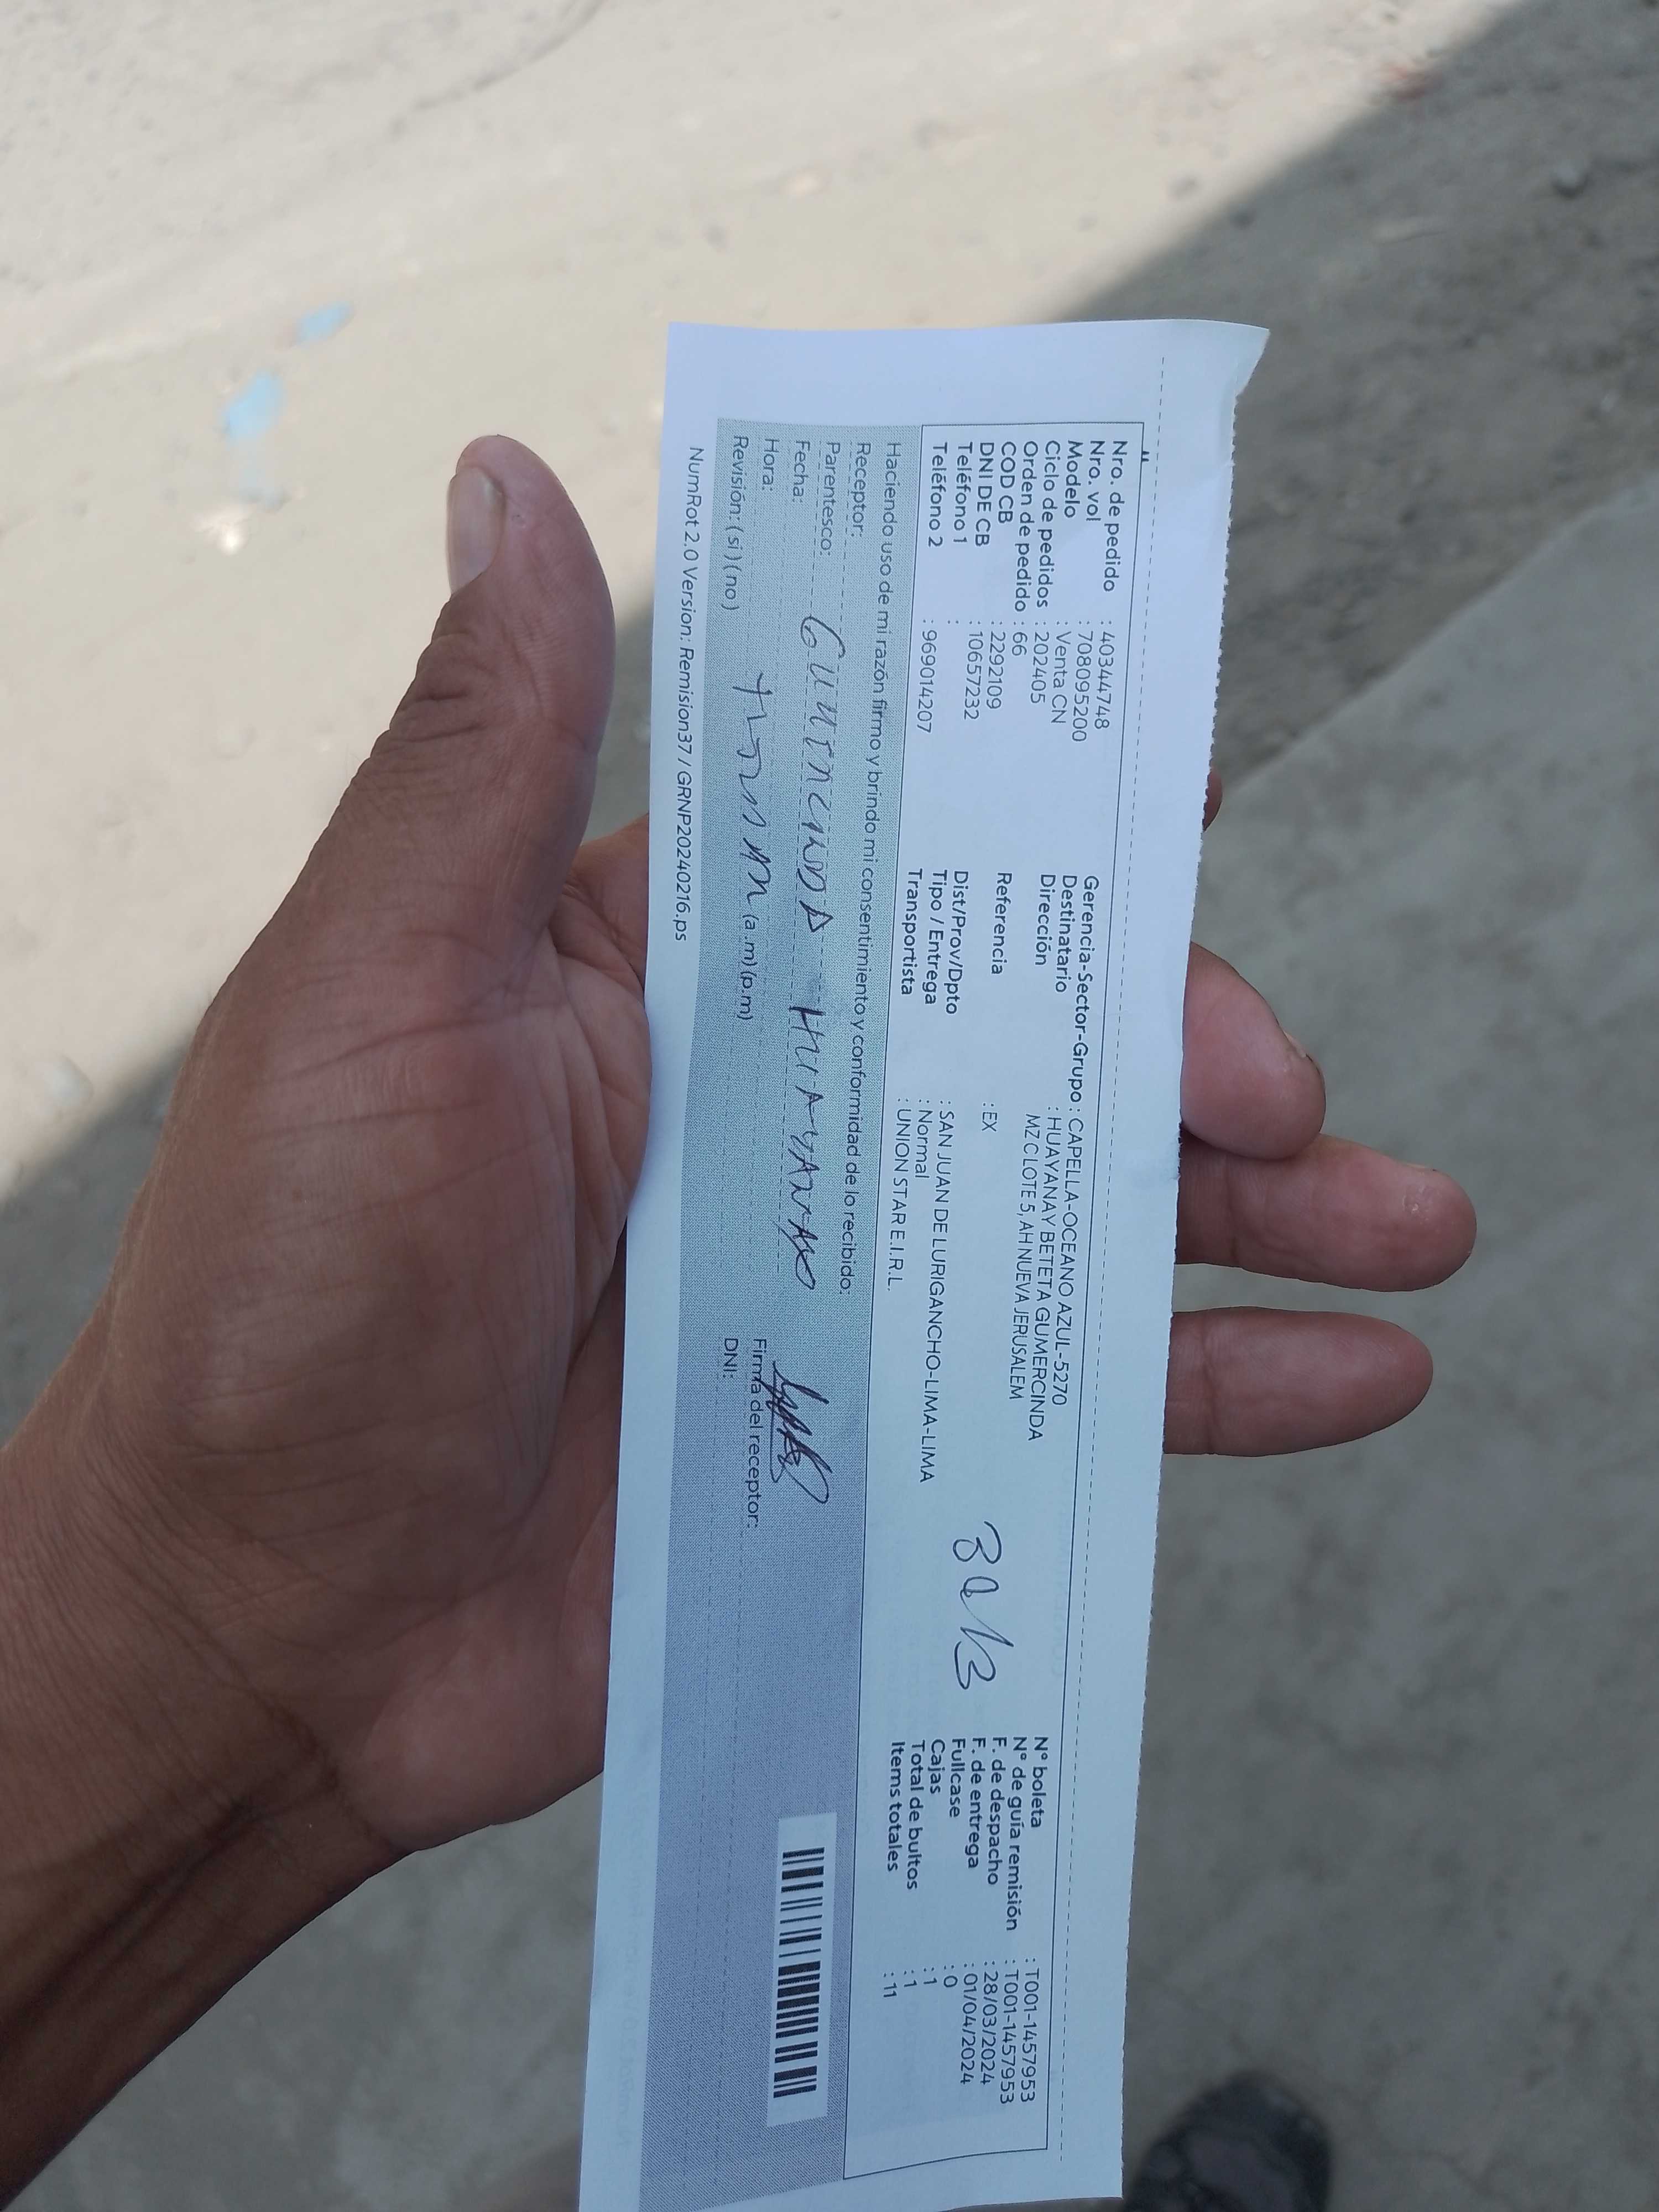 Nro. de pedido : 40344748
Nro. vol : 708095200
Modelo : Venta CN
Ciclo de pedidos : 202405
Orden de pedido : 66
COD CB : 2292109
DNI DE CB : 10657232
Teléfono 1 :
Teléfono 2 : 969014207
Gerencia-Sector-Grupo : CAPELLA-OCEANO AZUL-5270
Destinatario : HUAYANAY BETETA GUMERCINDA
Dirección MZ C LOTE 5, AH NUEVA JERUSALEM
Referencia : EX
Dist/Prov/Dpto : SAN JUAN DE LURIGANCHO-LIMA-LIMA
Tipo / Entrega : Normal
Transportista : UNION STAR E.I.R.L.
N° boleta : T001-1457953
N° de guía remisión : T001-1457953
F. de despacho : 28/03/2024
F. de entrega : 01/04/2024
Fullcase : 0
Cajas : 1
Total de bultos : 1
Items totales : 11
Haciendo uso de mi razón firmo y brindo mi consentimiento y conformidad de lo recibido:
Receptor:
Parentesco:
Fecha:
Hora: (a.m) (p.m)
Revisión: (si) (no)
Firma del receptor:
DNI:
NumRot 2.0 Version: Remision37 / GRNP20240216.ps